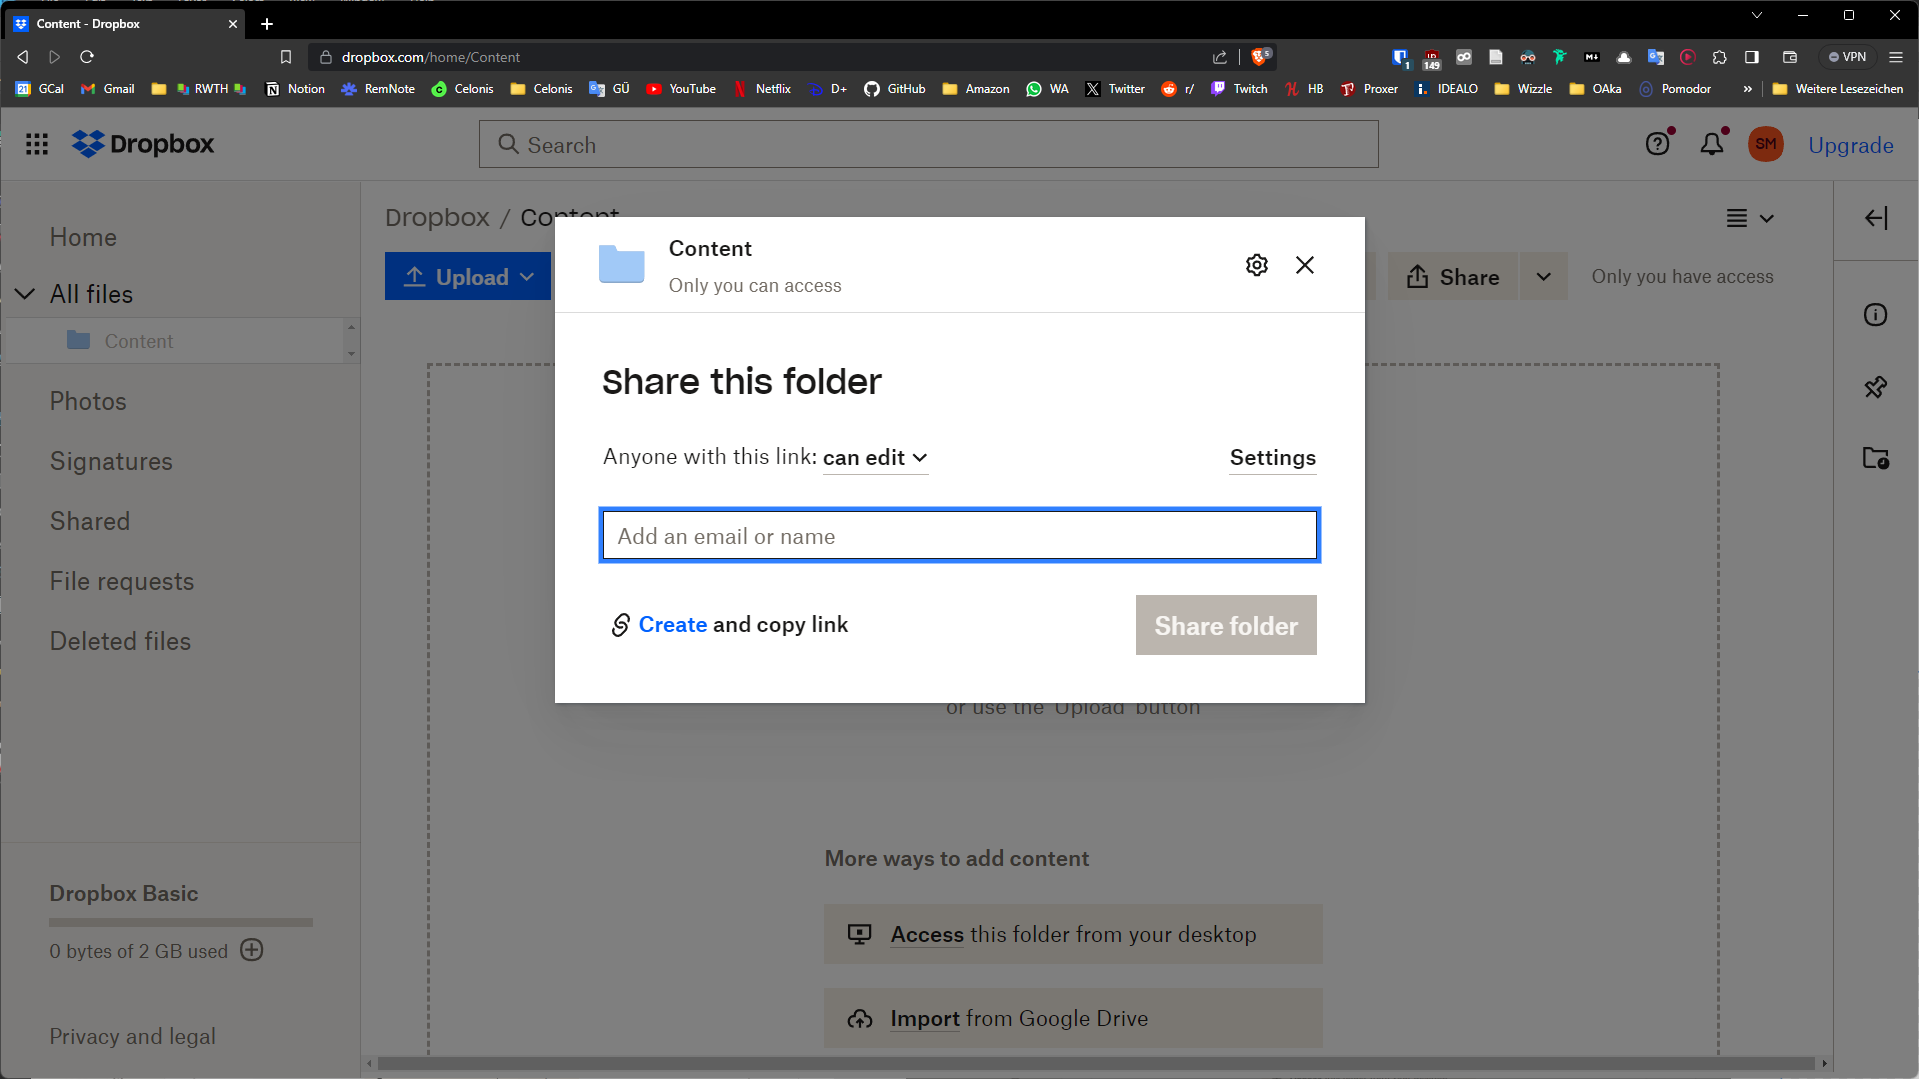 Content - Dropbox
dropbox.com/home/Content
5
1
149
VPN
21 GCal
Gmail
RWTH
Notion
RemNote
Celonis
Celonis
GÜ
YouTube
Netflix
D+
GitHub
Amazon
WA
Twitter
r/
Twitch
HB
Proxer
IDEALO
Wizzle
OAka
Pomodor
»
Weitere Lesezeichen
Dropbox
Search
SM
Upgrade
Home
All files
Content
Photos
Signatures
Shared
File requests
Deleted files
Dropbox Basic
0 bytes of 2 GB used
Privacy and legal
Dropbox / Content
Upload
Share
Only you have access
Content
Only you can access
Share this folder
Anyone with this link: can edit
Settings
Add an email or name
Create and copy link
Share folder
or use the 'Upload' button
More ways to add content
Access this folder from your desktop
Import from Google Drive